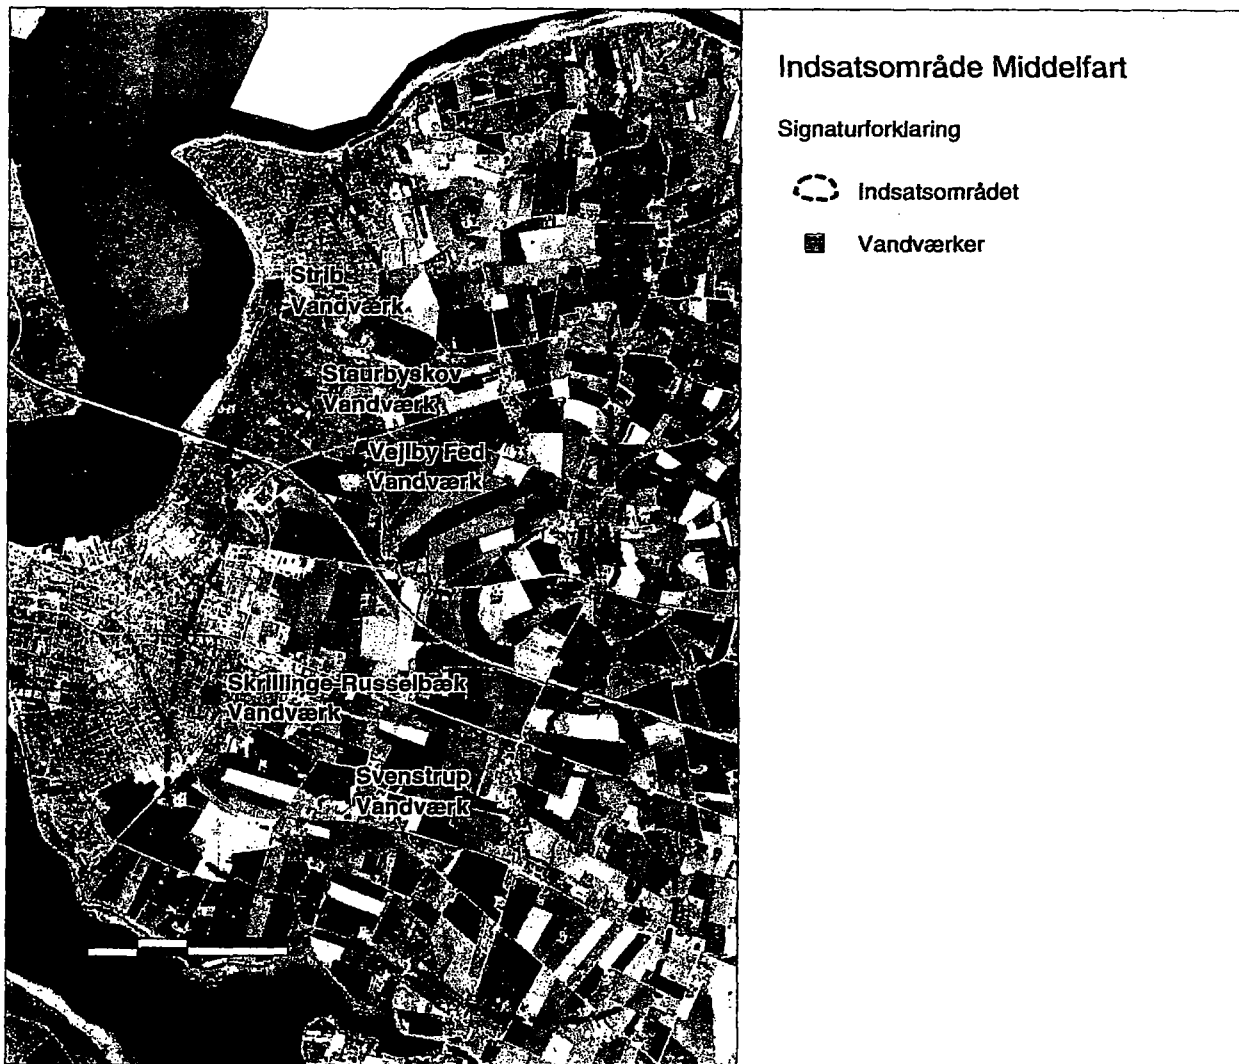 Indsatsområde Middelfart
Signaturforklaring
Indsatsområdet
Vandværker
Strib
Vandværk
Staurbyskov
Vandværk
Vejlby Fed
Vandværk
Skrillinge-Russelbæk
Vandværk
Svenstrup
Vandværk